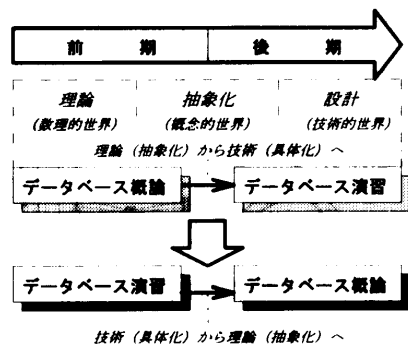 前 期 後 期
理論 抽象化 設計
(数理的世界) (概念的世界) (技術的世界)
理論 (抽象化) から技術 (具体化) へ
データベース概論 データベース演習
データベース演習 データベース概論
技術 (具体化) から理論 (抽象化) へ